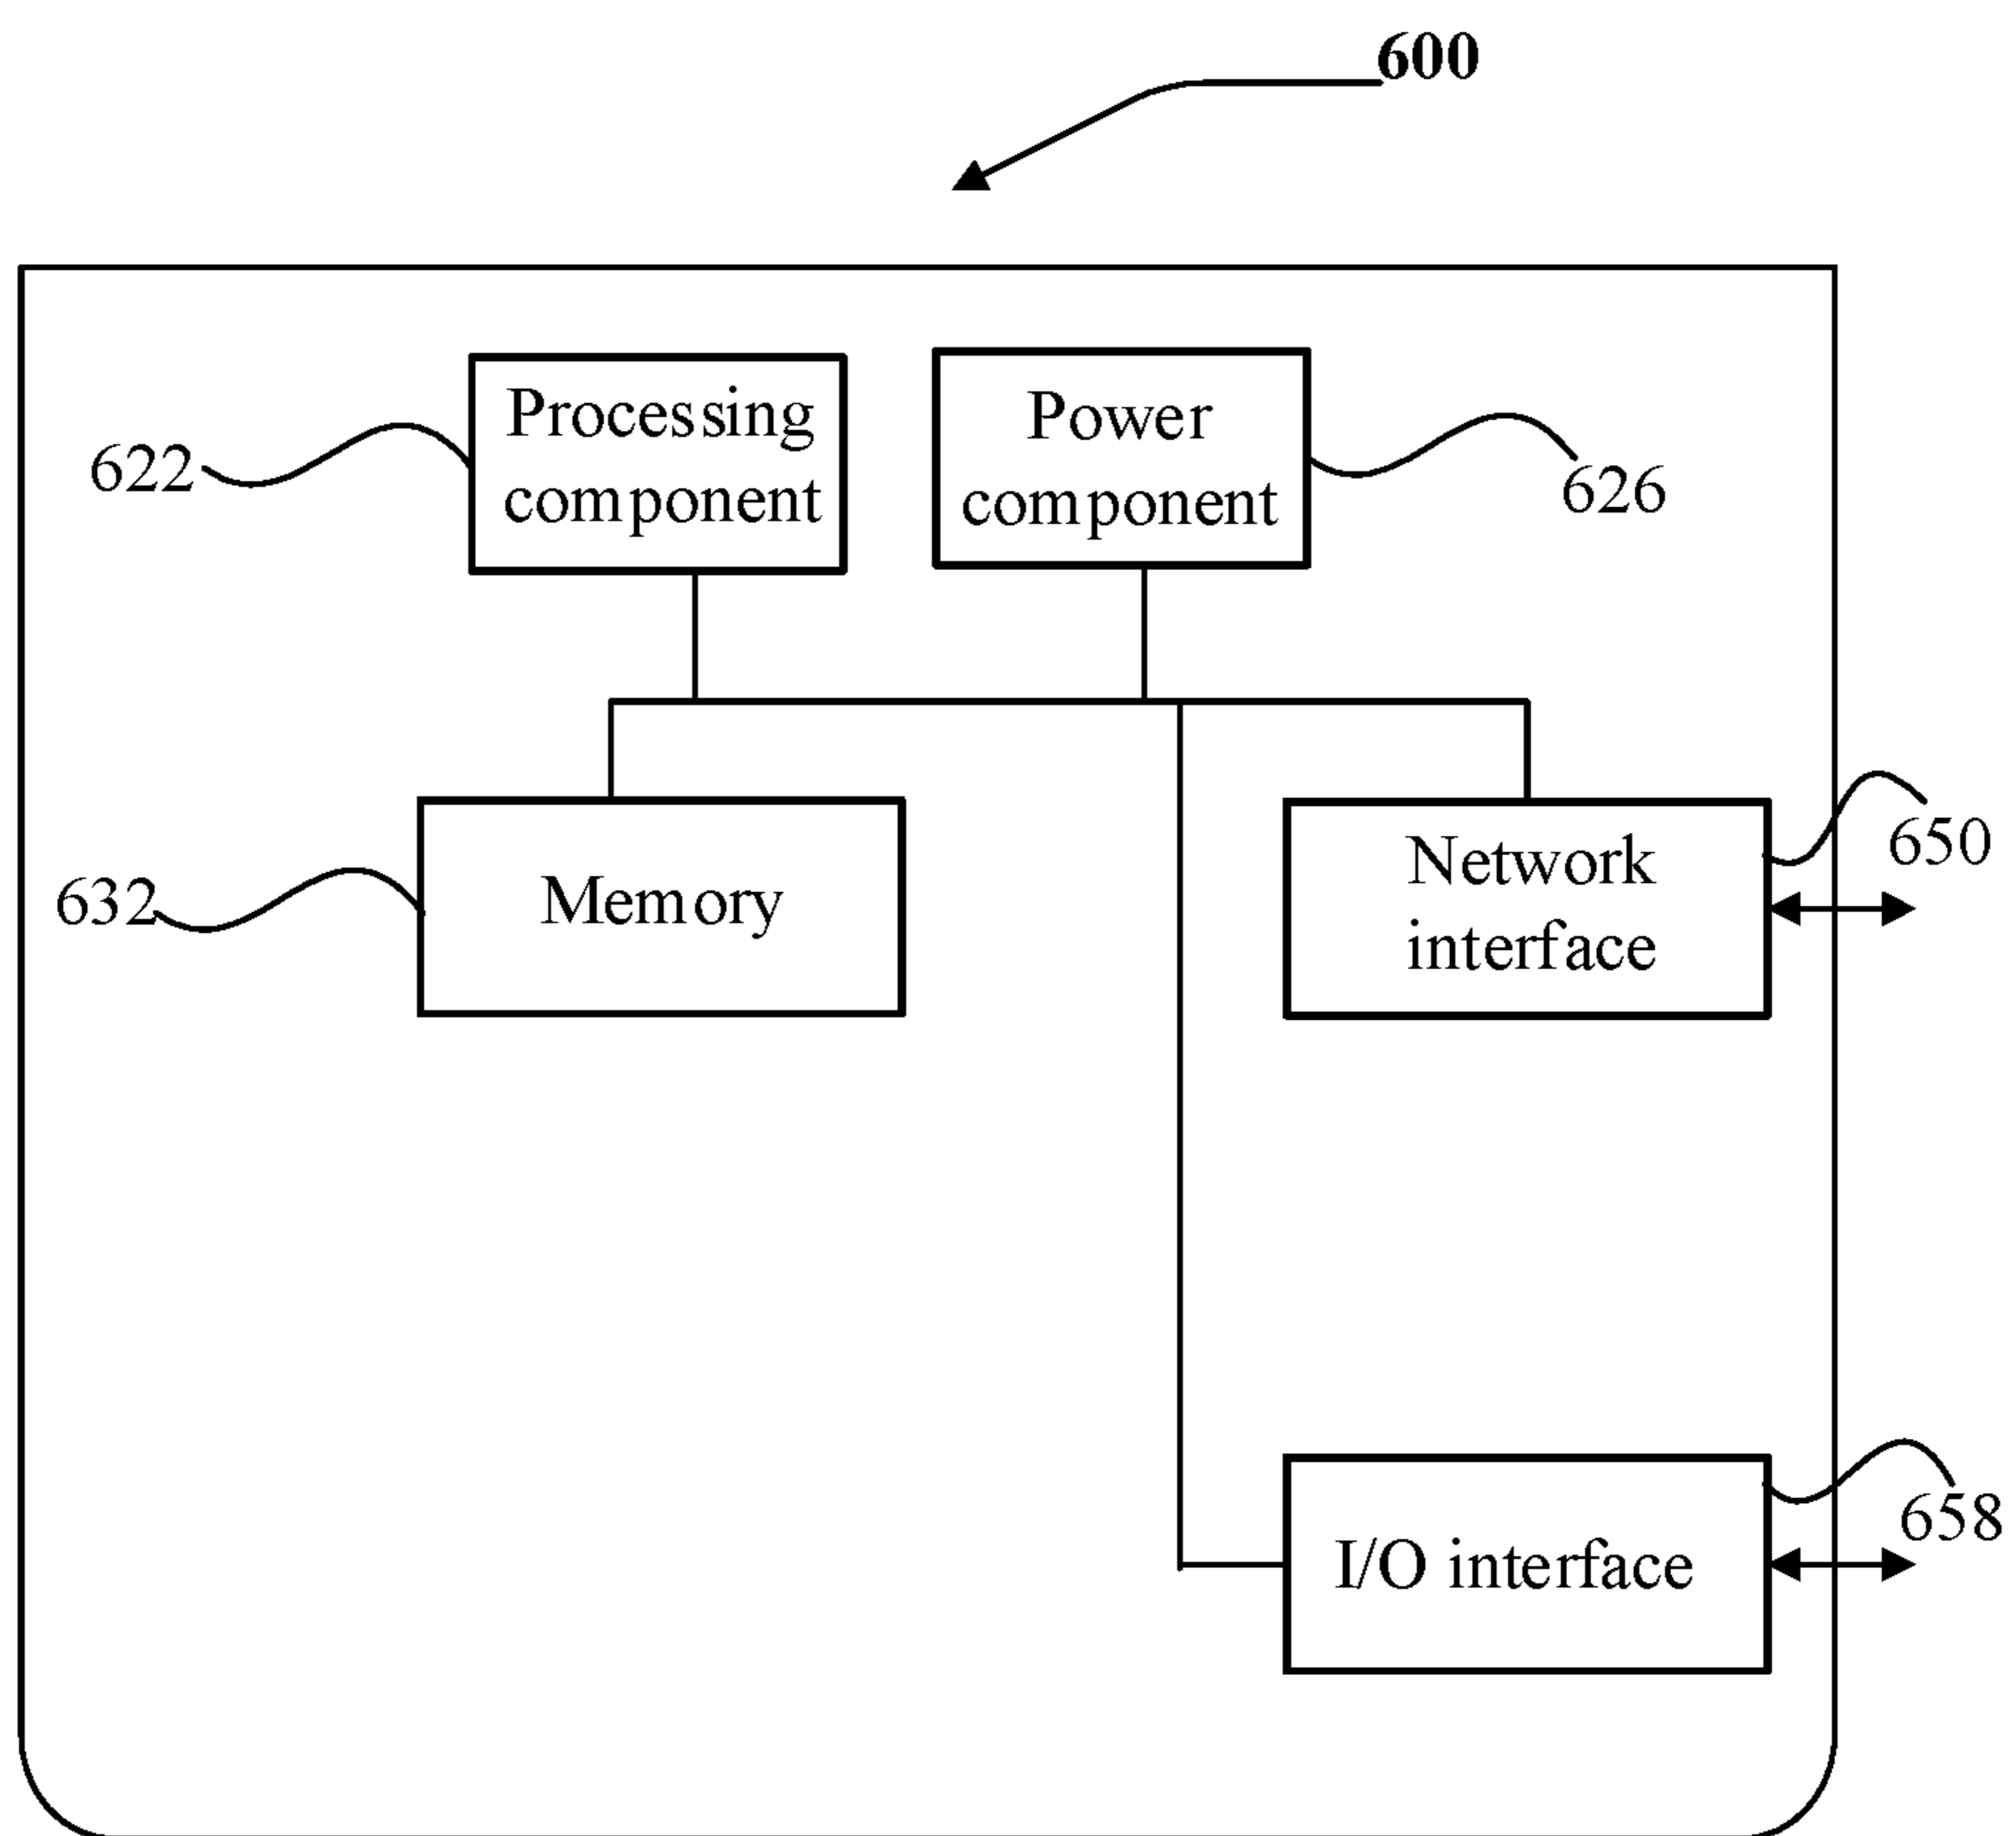 600
Processing
component
622
Power
component
626
Memory
632
Network
interface
650
I/O interface
658